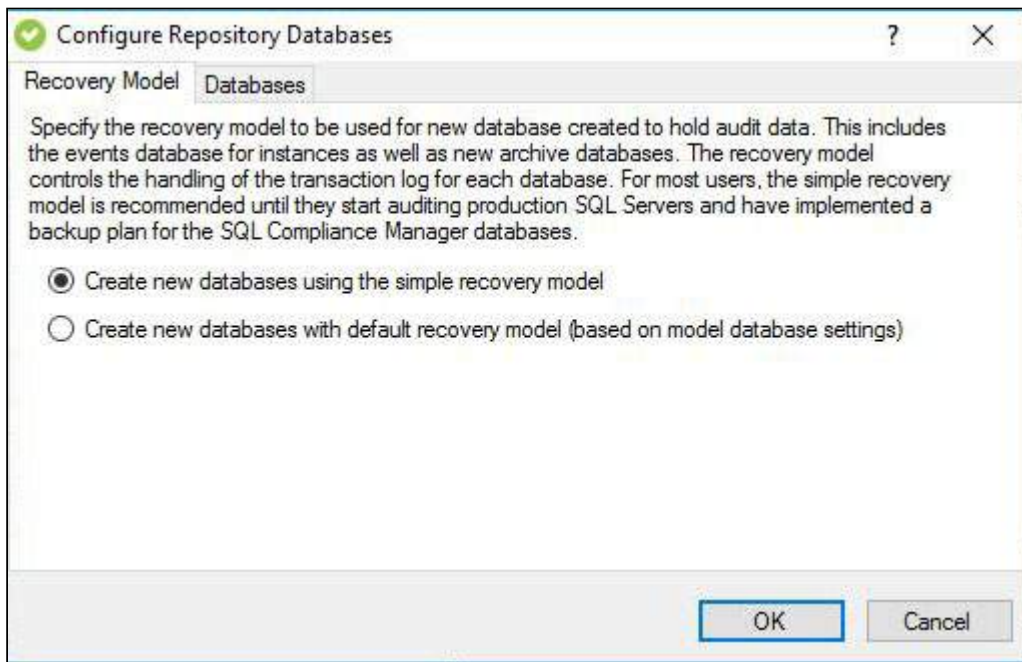 Configure Repository Databases
?
Recovery Model
Databases
Specify the recovery model to be used for new database created to hold audit data. This includes
the events database for instances as well as new archive databases. The recovery model
controls the handling of the transaction log for each database. For most users, the simple recovery
model is recommended until they start auditing production SQL Servers and have implemented a
backup plan for the SQL Compliance Manager databases.
Create new databases using the simple recovery model
Create new databases with default recovery model (based on model database settings)
OK
Cancel